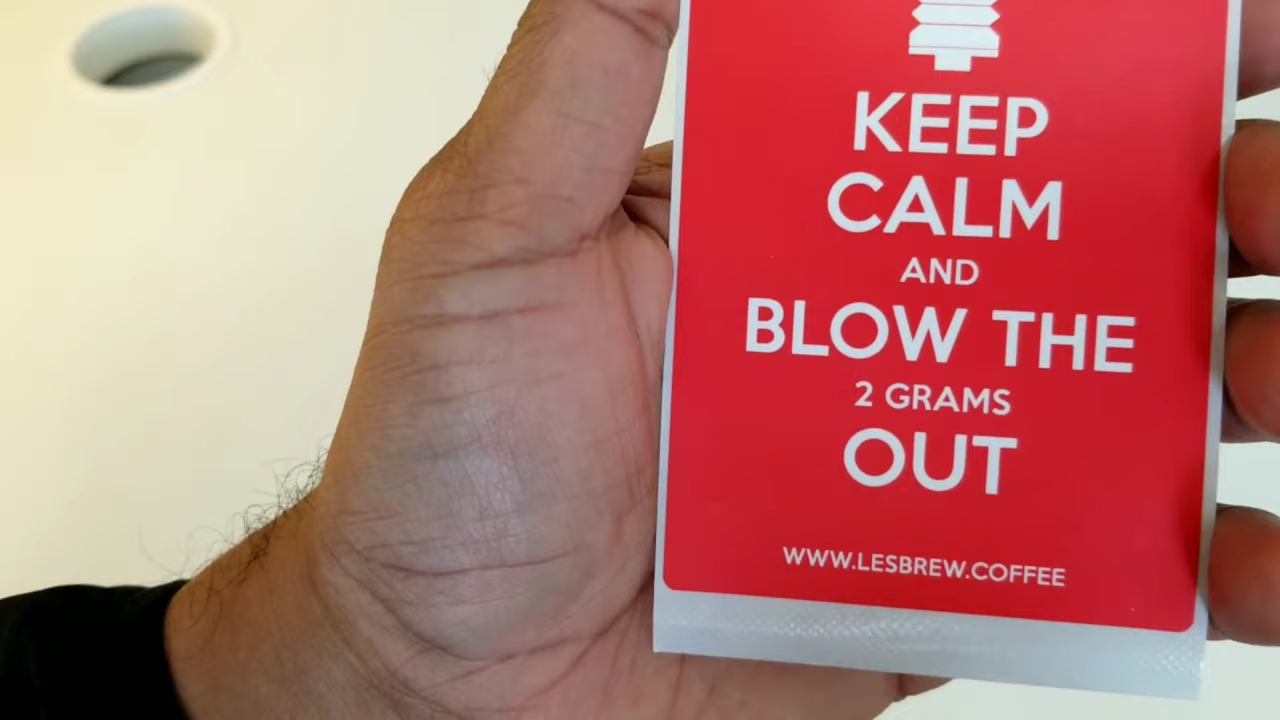 KEEP
CALM
AND
BLOW THE
2 GRAMS
OUT
WWW.LESBREW.COFFEE